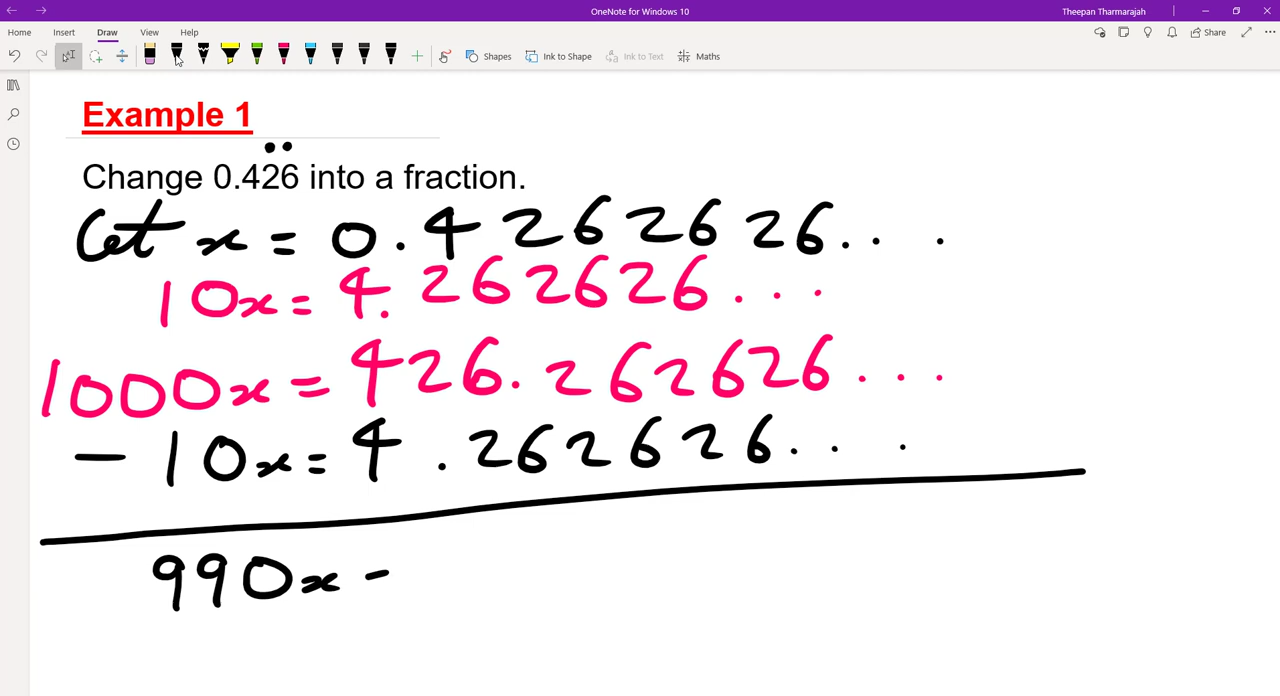 OneNote for Windows 10
Theepan Tharmarajah
Home Insert Draw View Help
Share
Shapes Ink to Shape Ink to Text Maths
Example 1
Change 0.42̇6̇ into a fraction.
Let x = 0.4262626...
10x = 4.262626...
1000x = 426.262626...
- 10x = 4.262626...
990x -